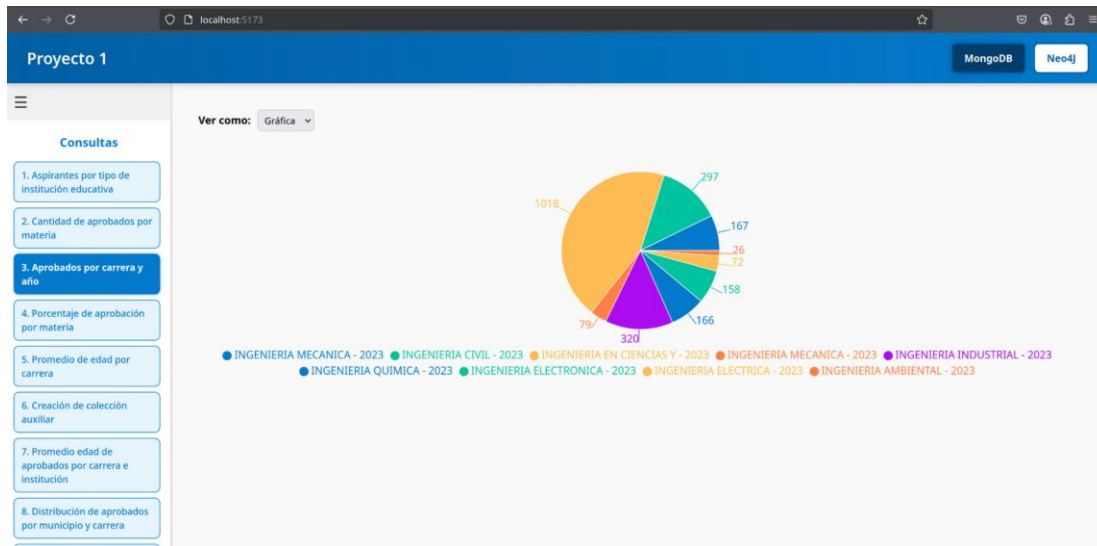 localhost:5173
Proyecto 1
MongoDB
Neo4J
Consultas
1. Aspirantes por tipo de
institución educativa
2. Cantidad de aprobados por
materia
3. Aprobados por carrera y
año
4. Porcentaje de aprobación
por materia
5. Promedio de edad por
carrera
6. Creación de colección
auxiliar
7. Promedio edad de
aprobados por carrera e
institución
8. Distribución de aprobados
por municipio y carrera
Ver como: Gráfica
297
1018
167
26
72
158
166
79
320
INGENIERIA MECANICA - 2023 INGENIERIA CIVIL - 2023 INGENIERIA EN CIENCIAS Y - 2023 INGENIERIA MECANICA - 2023 INGENIERIA INDUSTRIAL - 2023
INGENIERIA QUIMICA - 2023 INGENIERIA ELECTRONICA - 2023 INGENIERIA ELECTRICA - 2023 INGENIERIA AMBIENTAL - 2023